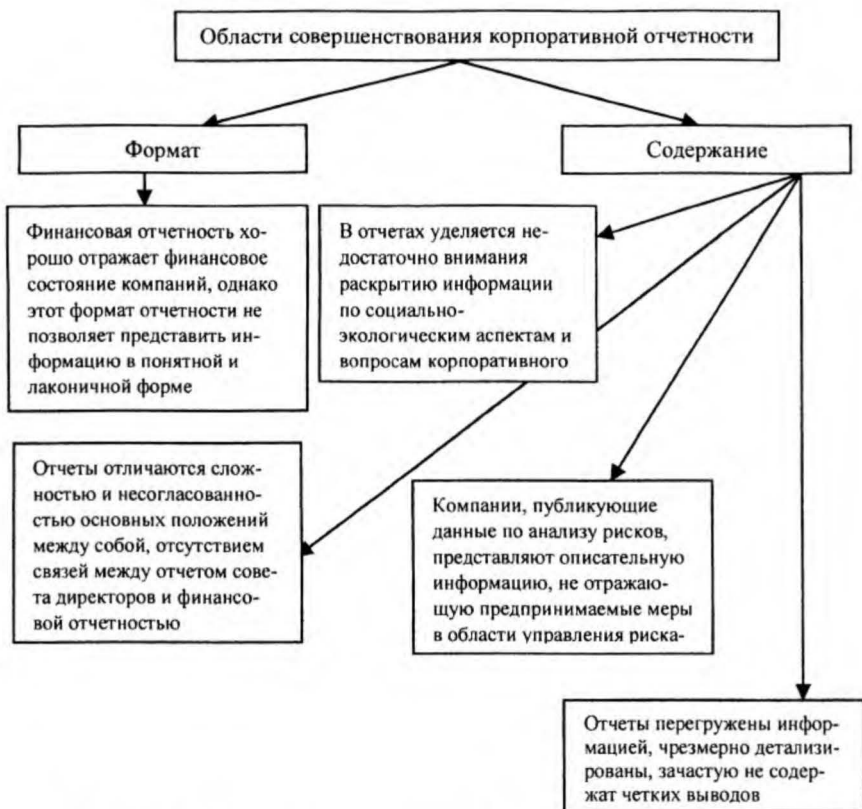 Области совершенствования корпоративной отчетности
Формат
Содержание
Финансовая отчетность хо-
рошо отражает финансовое
состояние компаний, однако
этот формат отчетности не
позволяет представить ин-
формацию в понятной и
лаконичной форме
В отчетах уделяется не-
достаточно внимания
раскрытию информации
по социально-
экологическим аспектам и
вопросам корпоративного
Отчеты отличаются слож-
ностью и несогласованно-
стью основных положений
между собой, отсутствием
связей между отчетом сове-
та директоров и финансо-
вой отчетностью
Компании, публикующие
данные по анализу рисков,
представляют описательную
информацию, не отражаю-
щую предпринимаемые меры
в области управления риска-
Отчеты перегружены инфор-
мацией, чрезмерно детализи-
рованы, зачастую не содер-
жат четких выводов